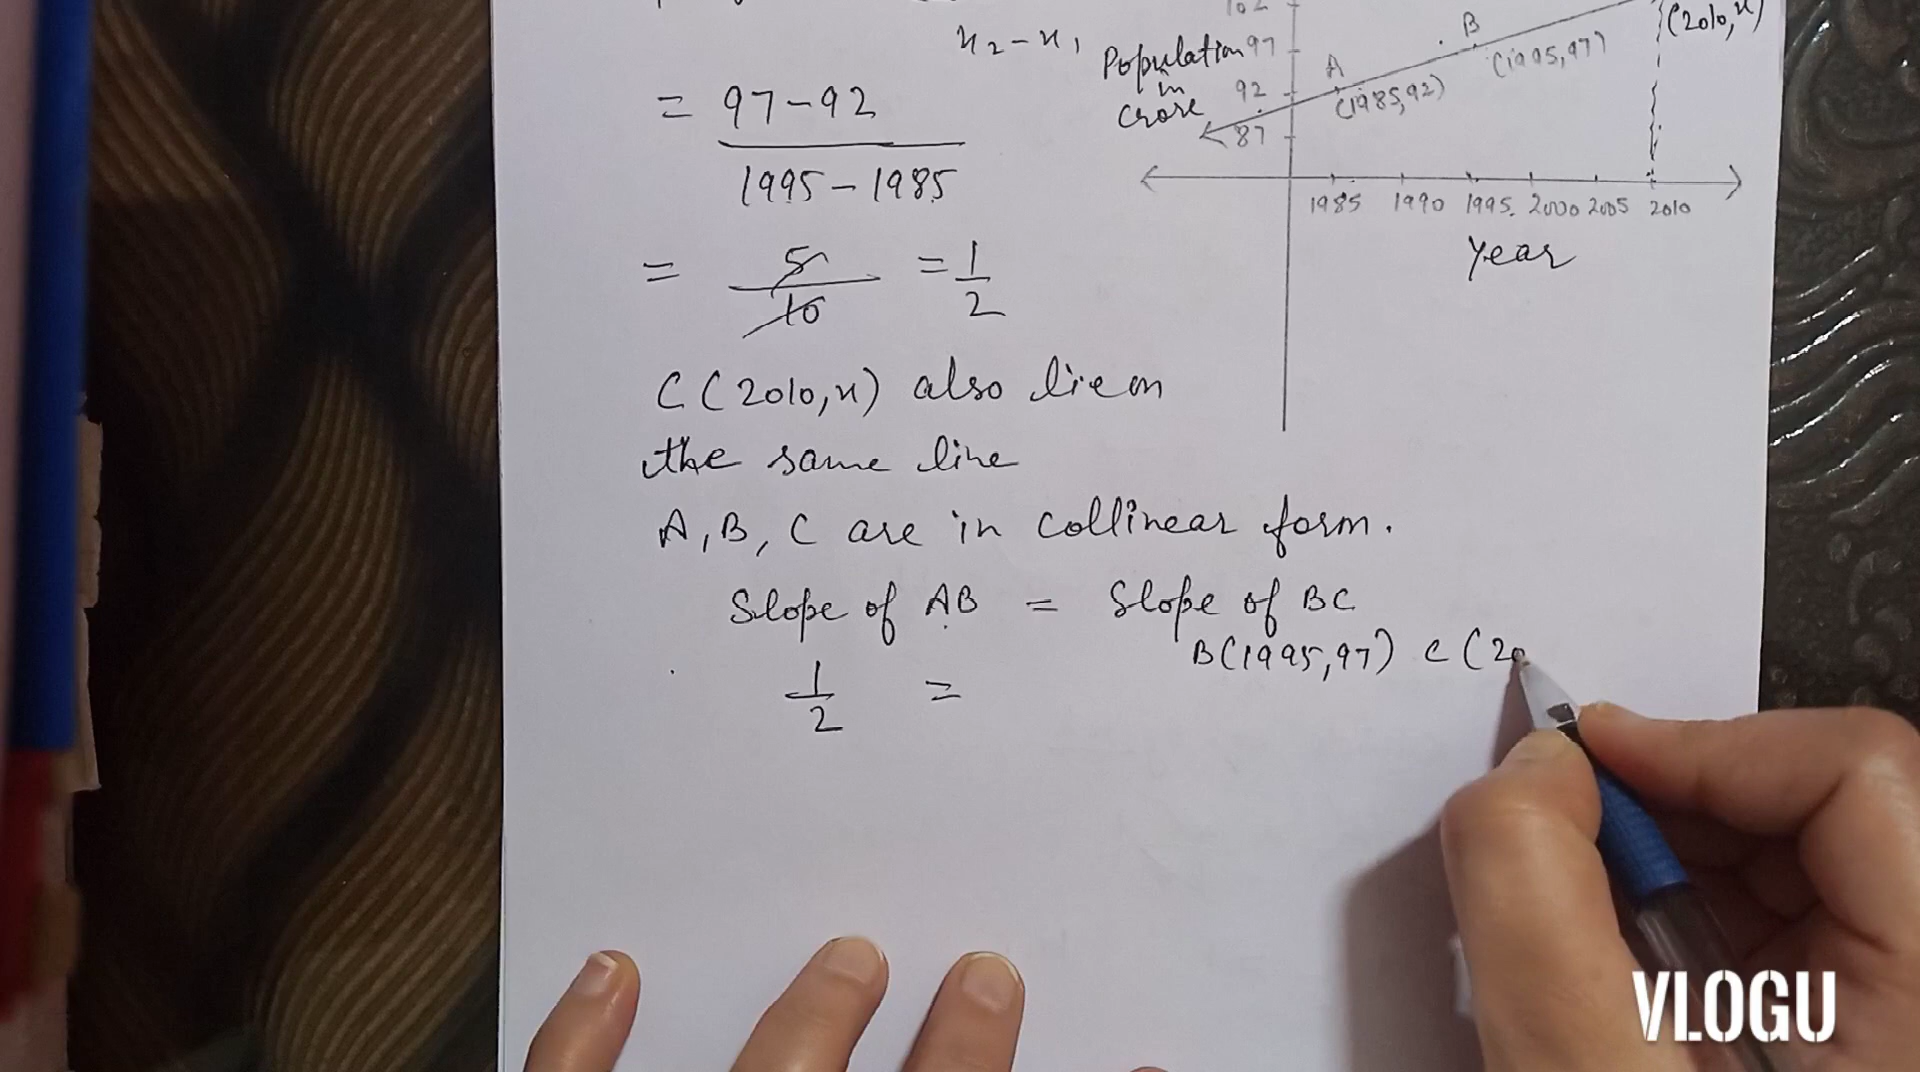 102
(2010,x)
x2-x1
Population 97
in
crore
92
87
A
(1985,92)
B
(1995,97)
= 97-92
1995-1985
1985 1990 1995 2000 2005 2010
Year
= 5/10 = 1/2
C(2010,x) also lie on
the same line
A, B, C are in collinear form.
Slope of AB = Slope of BC
B(1995,97) C(20
1/2 =
VLOGU